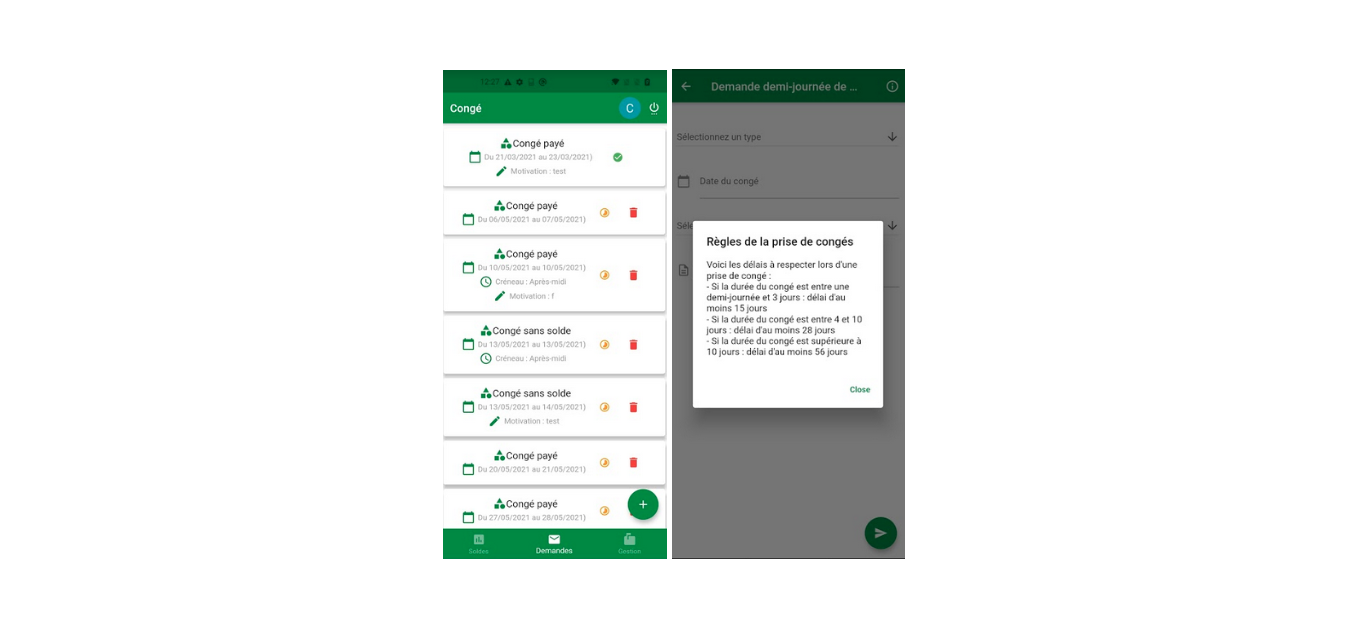 12:27
Congé
C
Congé payé
Du 21/03/2021 au 23/03/2021)
Motivation : test
Congé payé
Du 06/05/2021 au 07/05/2021)
Congé payé
Du 10/05/2021 au 10/05/2021)
Créneau : Après-midi
Motivation : f
Congé sans solde
Du 13/05/2021 au 13/05/2021)
Créneau : Après-midi
Congé sans solde
Du 13/05/2021 au 14/05/2021)
Motivation : test
Congé payé
Du 20/05/2021 au 21/05/2021)
Congé payé
Du 27/05/2021 au 28/05/2021)
Soldes
Demandes
Gestion
Demande demi-journée de ...
Sélectionnez un type
Date du congé
Séle
Règles de la prise de congés
Voici les délais à respecter lors d'une
prise de congé :
- Si la durée du congé est entre une
demi-journée et 3 jours : délai d'au
moins 15 jours
- Si la durée du congé est entre 4 et 10
jours : délai d'au moins 28 jours
- Si la durée du congé est supérieure à
10 jours : délai d'au moins 56 jours
Close